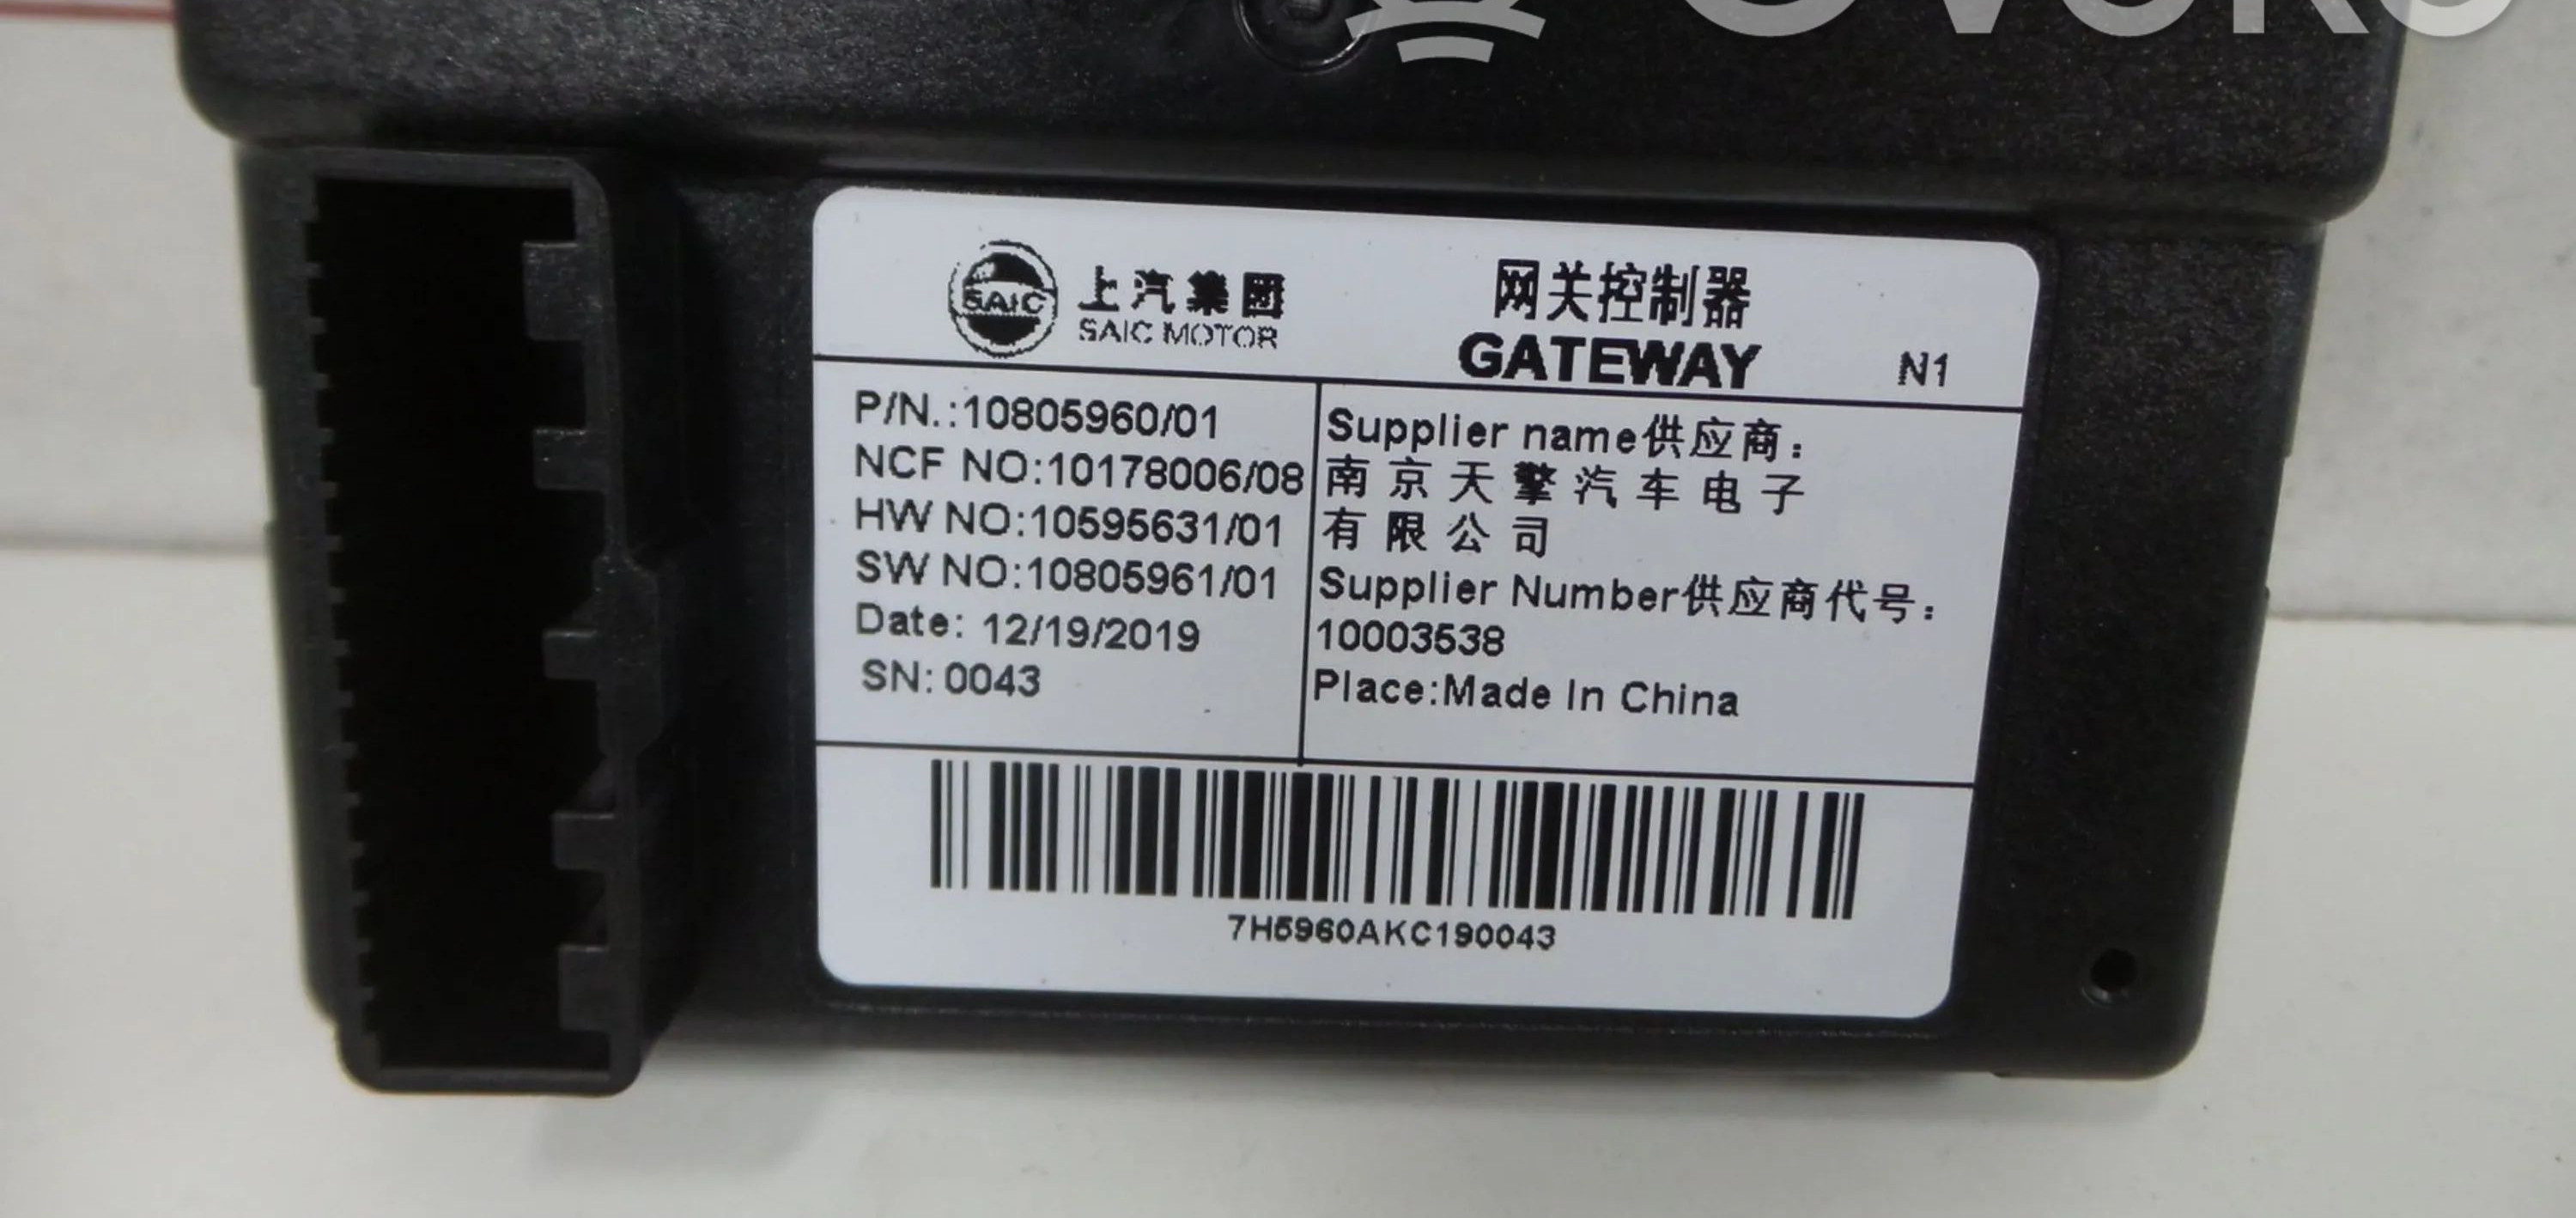 SAIC
上汽集团
SAIC MOTOR
网关控制器
GATEWAY
N1
P/N.:10805960/01
NCF NO:10178006/08
HW NO:10595631/01
SW NO:10805961/01
Date: 12/19/2019
SN: 0043
Supplier name供应商:
南京天擎汽车电子
有限公司
Supplier Number供应商代号:
10003538
Place:Made In China
7H5960AKC190043